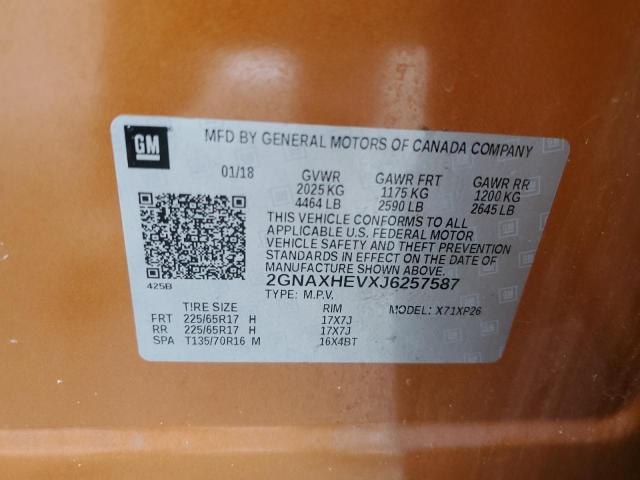 GM MFD BY GENERAL MOTORS OF CANADA COMPANY
01/18 GVWR GAWR FRT GAWR RR
2025 KG 1175 KG 1200 KG
4464 LB 2590 LB 2645 LB
THIS VEHICLE CONFORMS TO ALL
APPLICABLE U.S. FEDERAL MOTOR
VEHICLE SAFETY AND THEFT PREVENTION
STANDARDS IN EFFECT ON THE DATE OF
MANUFACTURE SHOWN ABOVE.
425B 2GNAXHEVXJ6257587
TYPE: M.P.V.
TIRE SIZE RIM MODEL: X71XP26
FRT 225/65R17 H 17X7J
RR 225/65R17 H 17X7J
SPA T135/70R16 M 16X4BT